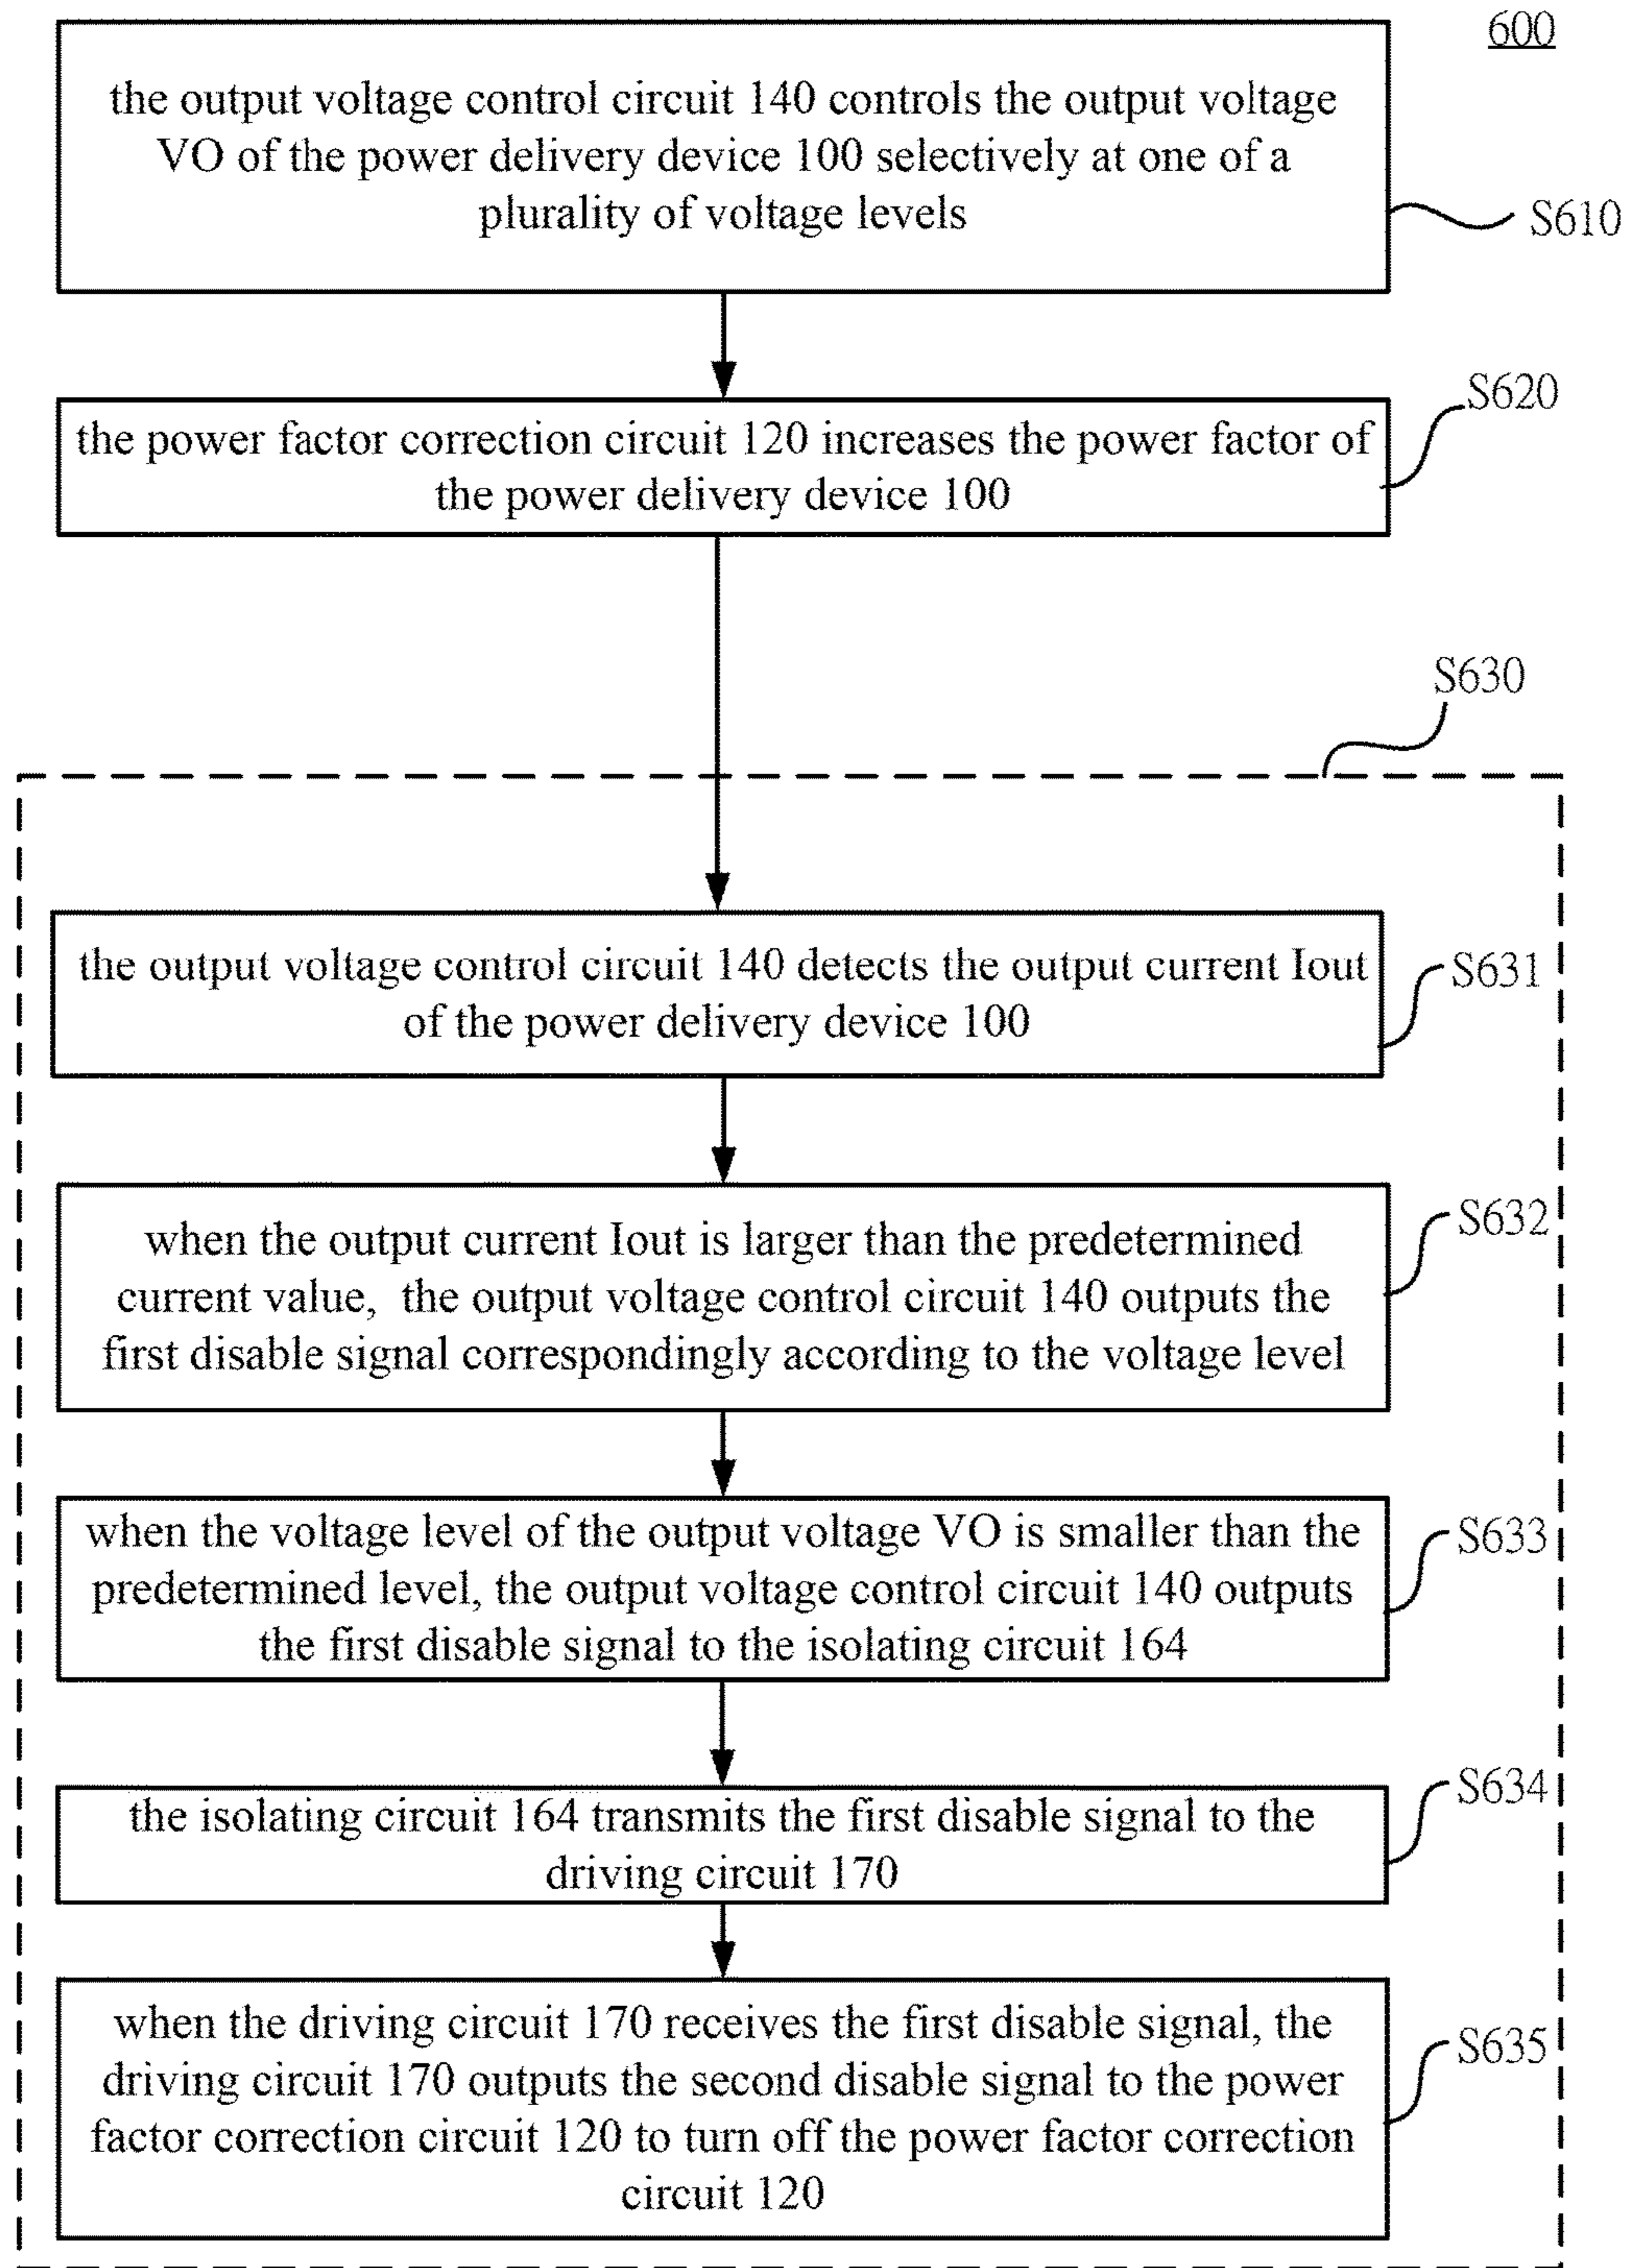 600
the output voltage control circuit 140 controls the output voltage
VO of the power delivery device 100 selectively at one of a
plurality of voltage levels
S610
S620
the power factor correction circuit 120 increases the power factor of
the power delivery device 100
S630
the output voltage control circuit 140 detects the output current Iout
of the power delivery device 100
S631
when the output current Iout is larger than the predetermined
current value, the output voltage control circuit 140 outputs the
first disable signal correspondingly according to the voltage level
S632
when the voltage level of the output voltage VO is smaller than the
predetermined level, the output voltage control circuit 140 outputs
the first disable signal to the isolating circuit 164
S633
the isolating circuit 164 transmits the first disable signal to the
driving circuit 170
S634
when the driving circuit 170 receives the first disable signal, the
driving circuit 170 outputs the second disable signal to the power
factor correction circuit 120 to turn off the power factor correction
circuit 120
S635